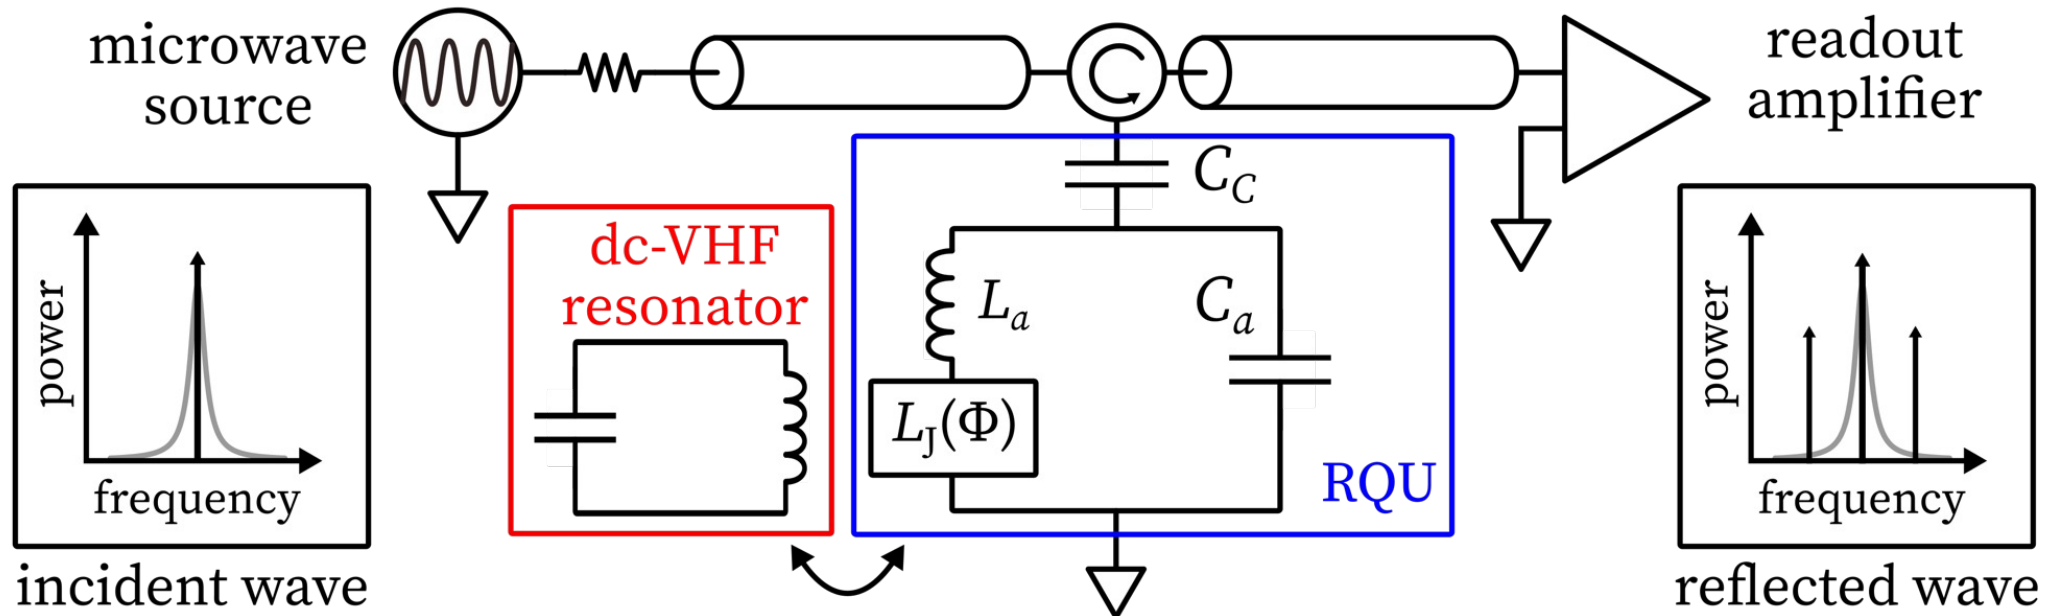 microwave
source
readout
amplifier
C_C
dc-VHF
resonator
L_a
C_a
L_J(Φ)
RQU
power
frequency
incident wave
power
frequency
reflected wave